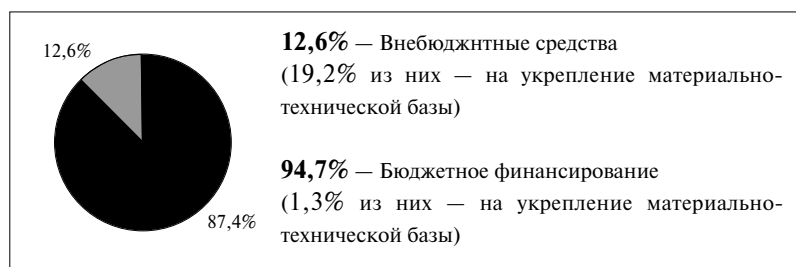 12,6%
87,4%
12,6% — Внебюджнтные средства
(19,2% из них — на укрепление материально-
технической базы)
94,7% — Бюджетное финансирование
(1,3% из них — на укрепление материально-
технической базы)